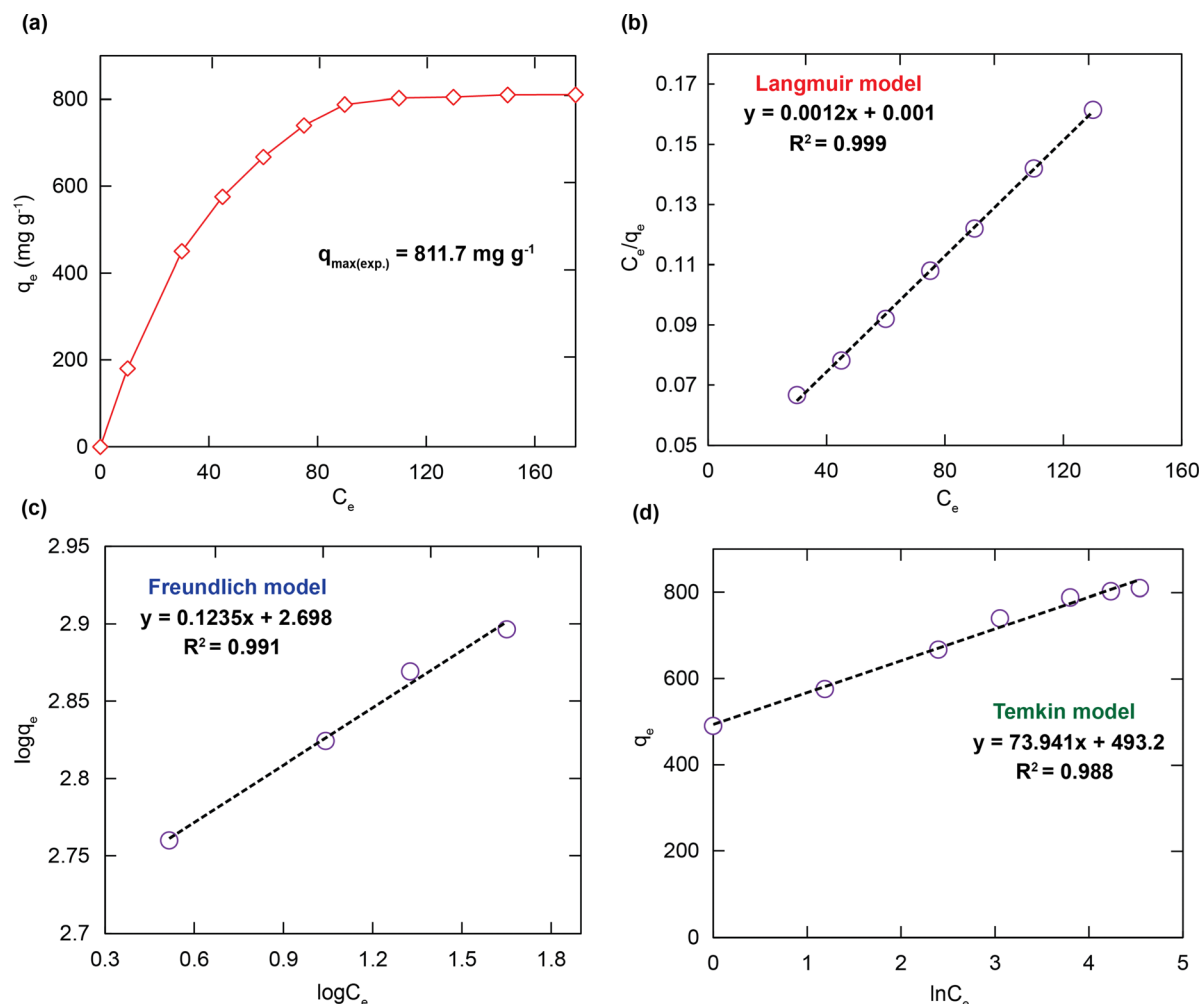 (a)
800
600
400
200
0
qₑ (mg g⁻¹)
q_max(exp.) = 811.7 mg g⁻¹
0 40 80 120 160
Cₑ
(b)
0.17
0.15
0.13
0.11
0.09
0.07
0.05
Cₑ/qₑ
Langmuir model
y = 0.0012x + 0.001
R² = 0.999
0 40 80 120 160
Cₑ
(c)
2.95
2.9
2.85
2.8
2.75
2.7
logqₑ
Freundlich model
y = 0.1235x + 2.698
R² = 0.991
0.3 0.6 0.9 1.2 1.5 1.8
logCₑ
(d)
800
600
400
200
0
qₑ
Temkin model
y = 73.941x + 493.2
R² = 0.988
0 1 2 3 4 5
lnCₑ